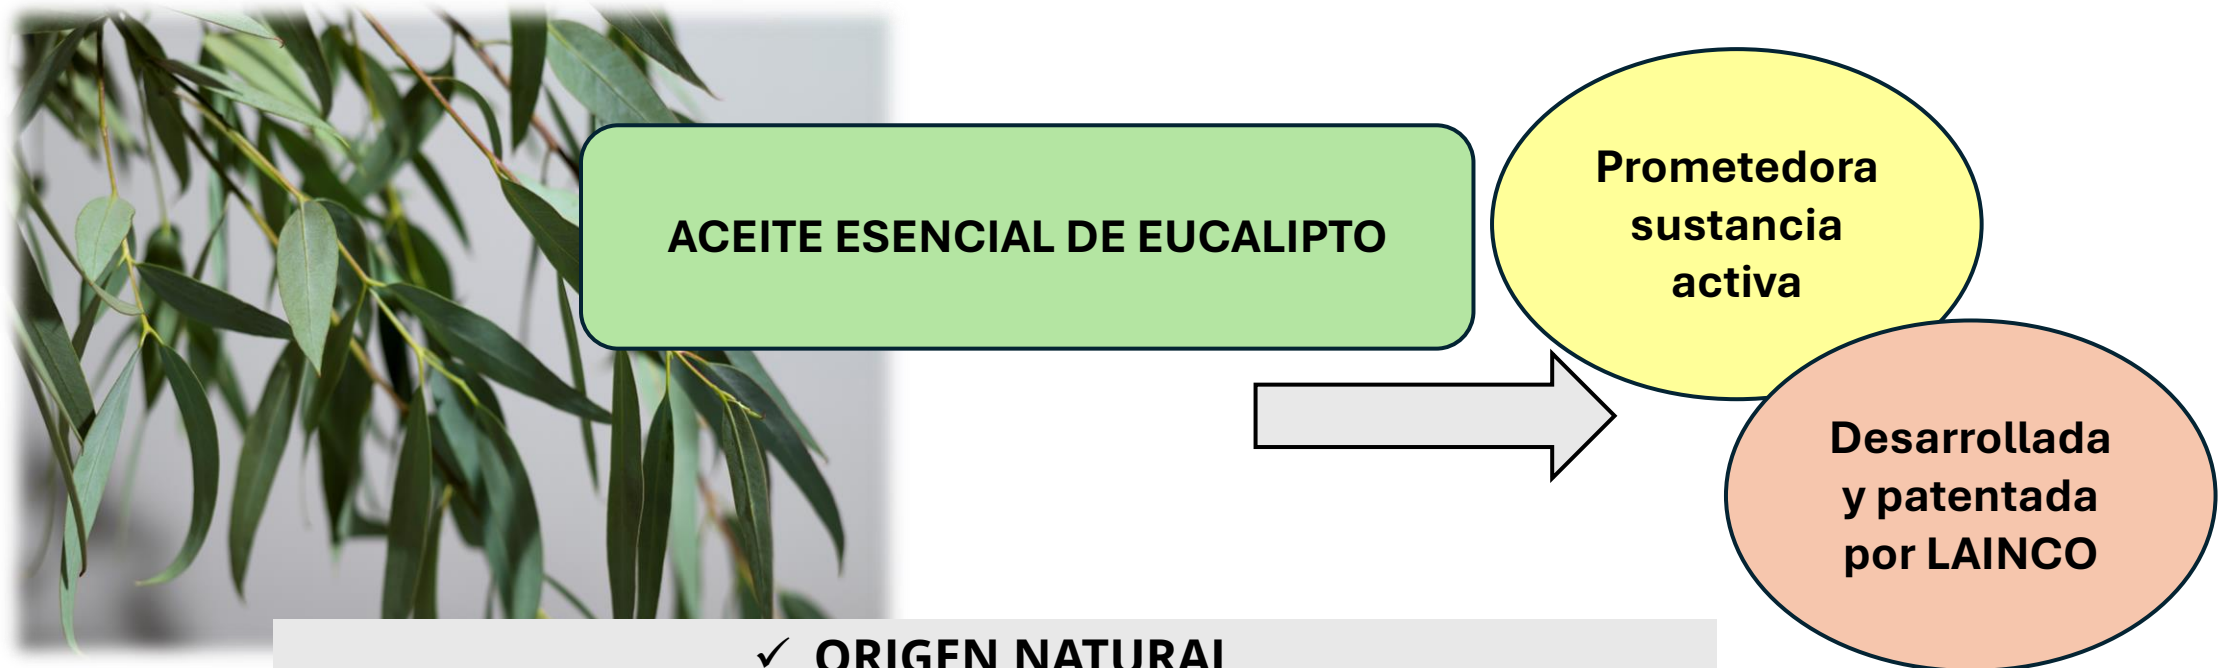 ACEITE ESENCIAL DE EUCALIPTO
Prometedora
sustancia
activa
Desarrollada
y patentada
por LAINCO
✓ ORIGEN NATURAL